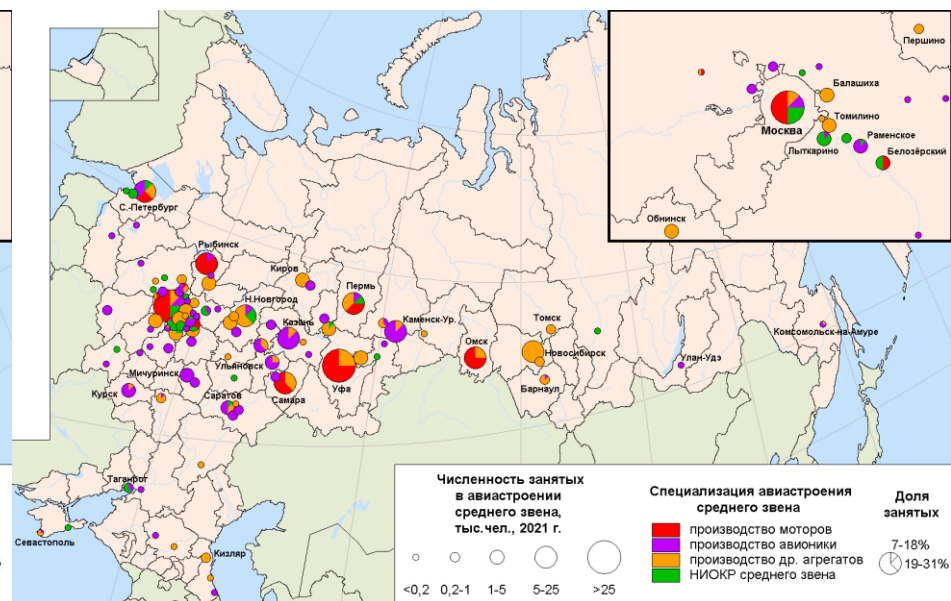 Першино
Балашиха
Томилино
Москва
Раменское
Лыткарино
Белозёрский
Обнинск
С.-Петербург
Рыбинск
Киров
Пермь
Н.Новгород
Казань
Каменск-Ур.
Томск
Комсомольск-на-Амуре
Омск
Новосибирск
Улан-Удэ
Ульяновск
Мичуринск
Уфа
Барнаул
Курск
Саратов
Самара
Таганрог
Севастополь
Кизляр
Численность занятых
в авиастроении
среднего звена,
тыс.чел., 2021 г.
<0,2 0,2-1 1-5 5-25 >25
Специализация авиастроения
среднего звена
производство моторов
производство авионики
производство др. агрегатов
НИОКР среднего звена
Доля
занятых
7-18%
19-31%